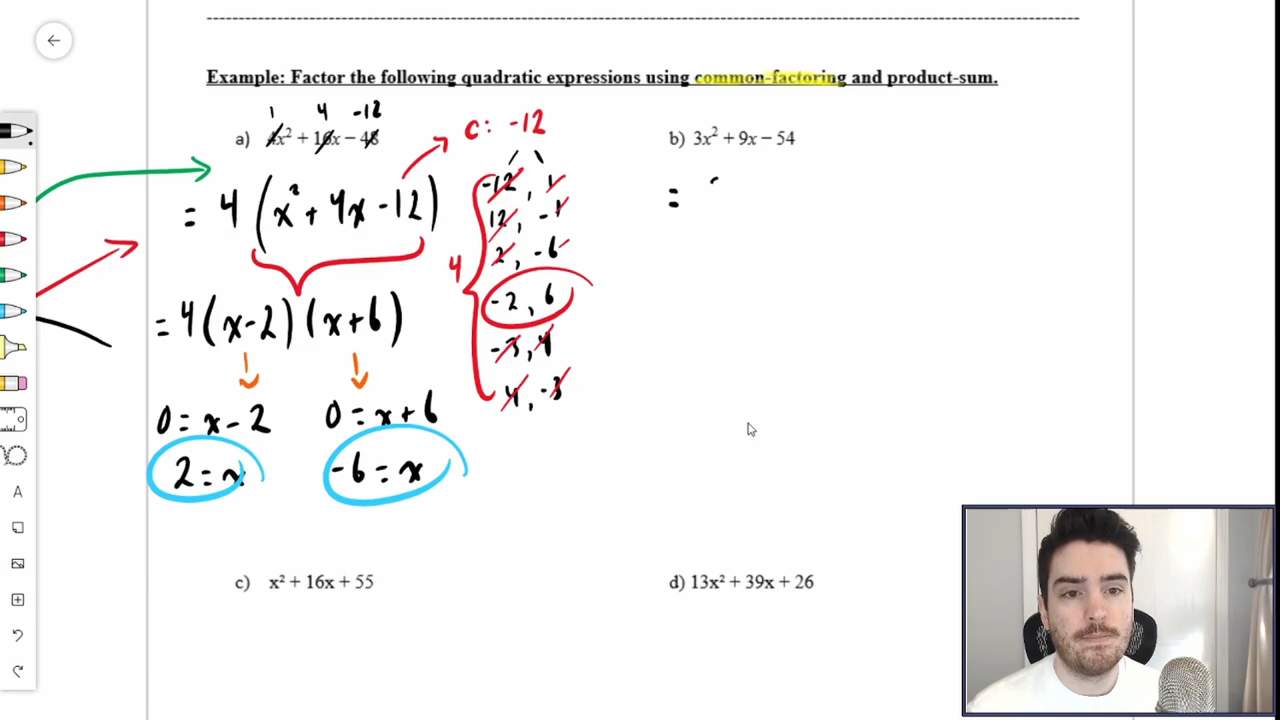 Example: Factor the following quadratic expressions using common-factoring and product-sum.
1 4 -12
a) 4x² + 16x − 48
= 4(x² + 4x - 12)
= 4(x-2)(x+6)
0 = x - 2 0 = x + 6
2 = x -6 = x
c: -12
-12, 1
12, -1
2, -6
4
-2, 6
-3, 4
4, -3
b) 3x² + 9x − 54
=
c) x² + 16x + 55
d) 13x² + 39x + 26
A